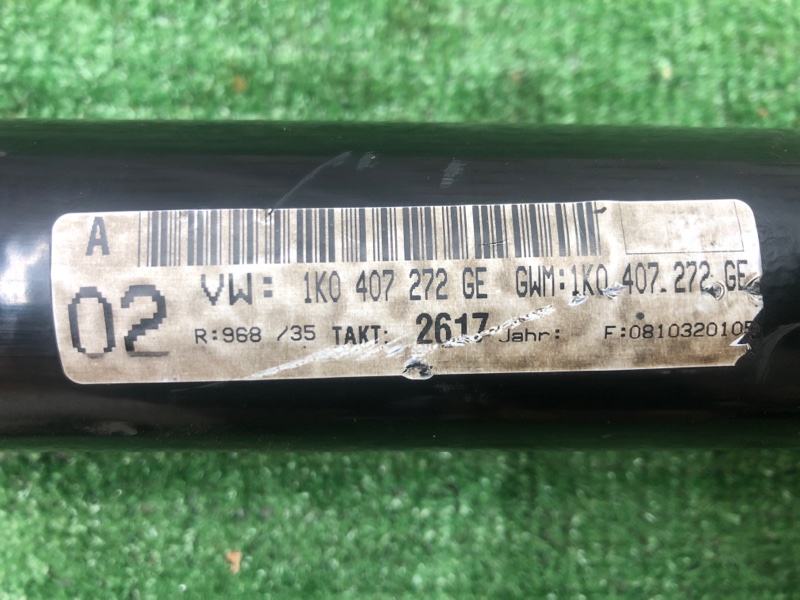 A
02
VW: 1K0 407 272 GE GWM:1K0 407 272 GE
R:968 /35 TAKT: 2617 Jahr: F:0810320105